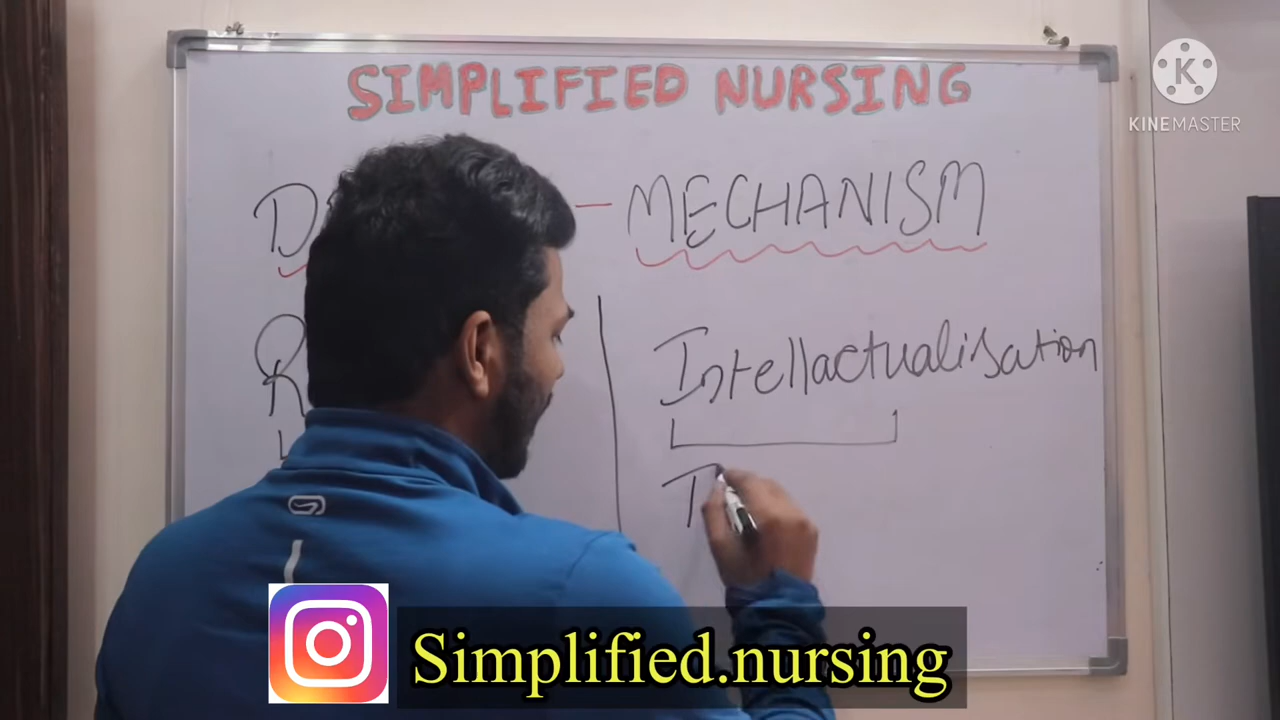 SIMPLIFIED NURSING
KINEMASTER
MECHANISM
Intellactualisation
Simplified.nursing